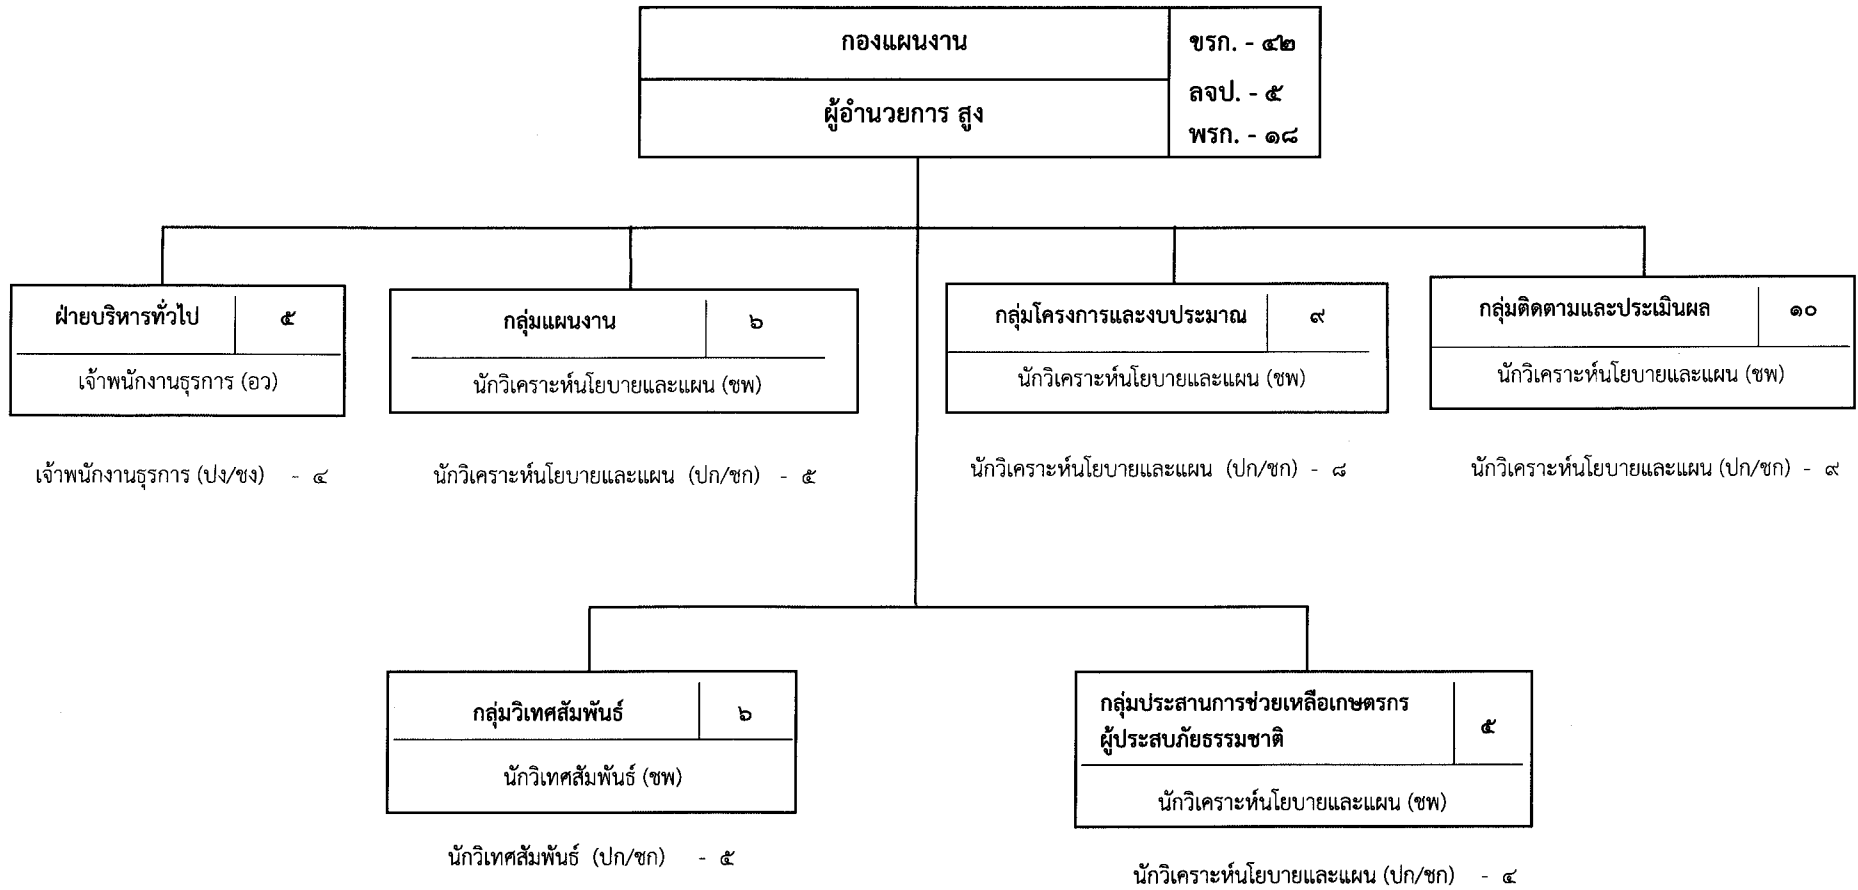 กองแผนงาน
ผู้อำนวยการ สูง
ขรก. - ๔๒
ลจป. - ๕
พรก. - ๑๘
ฝ่ายบริหารทั่วไป ๕
เจ้าพนักงานธุรการ (อว)
เจ้าพนักงานธุรการ (ปง/ชง) - ๔
กลุ่มแผนงาน ๖
นักวิเคราะห์นโยบายและแผน (ชพ)
นักวิเคราะห์นโยบายและแผน (ปก/ชก) - ๕
กลุ่มโครงการและงบประมาณ ๙
นักวิเคราะห์นโยบายและแผน (ชพ)
นักวิเคราะห์นโยบายและแผน (ปก/ชก) - ๘
กลุ่มติดตามและประเมินผล ๑๐
นักวิเคราะห์นโยบายและแผน (ชพ)
นักวิเคราะห์นโยบายและแผน (ปก/ชก) - ๙
กลุ่มวิเทศสัมพันธ์ ๖
นักวิเทศสัมพันธ์ (ชพ)
นักวิเทศสัมพันธ์ (ปก/ชก) - ๕
กลุ่มประสานการช่วยเหลือเกษตรกร
ผู้ประสบภัยธรรมชาติ ๕
นักวิเคราะห์นโยบายและแผน (ชพ)
นักวิเคราะห์นโยบายและแผน (ปก/ชก) - ๔